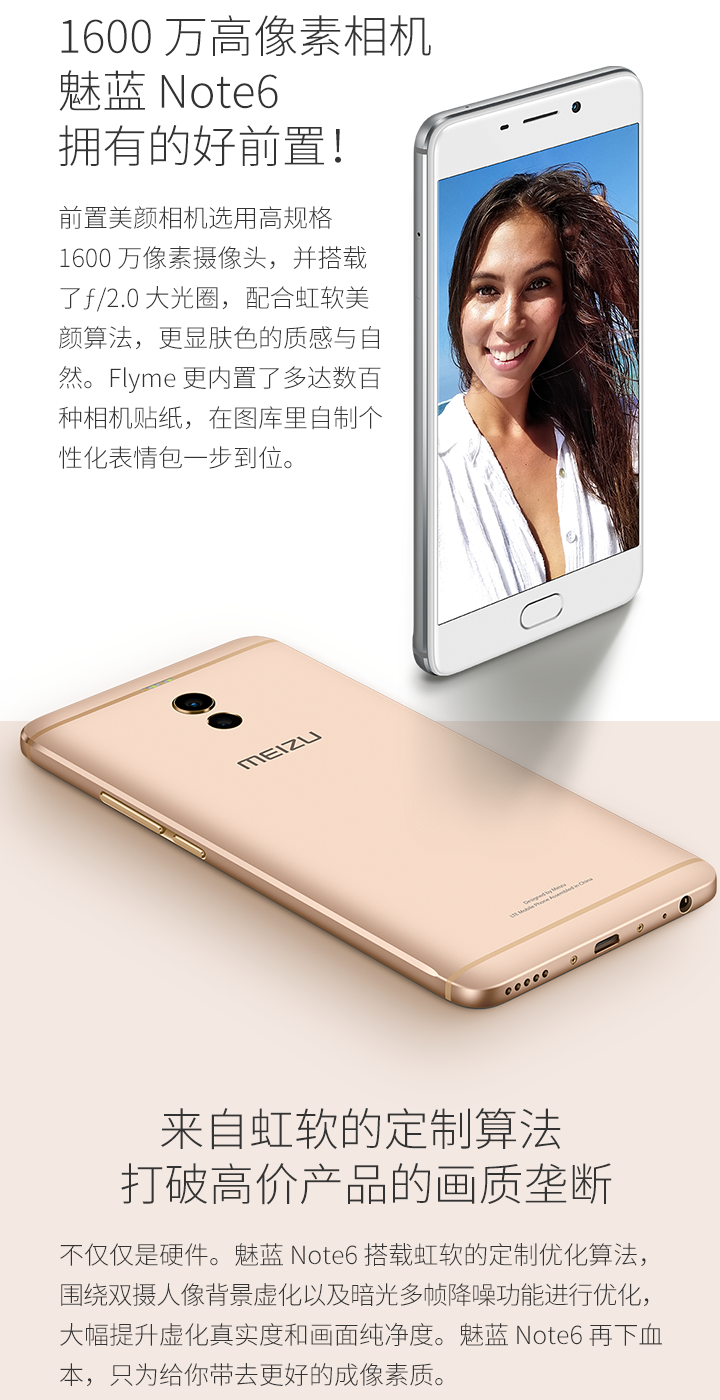 1600 万高像素相机
魅蓝 Note6
拥有的好前置！
前置美颜相机选用高规格
1600 万像素摄像头，并搭载
了ƒ/2.0 大光圈，配合虹软美
颜算法，更显肤色的质感与自
然。Flyme 更内置了多达数百
种相机贴纸，在图库里自制个
性化表情包一步到位。
MEIZU
Designed by Meizu
LTE Mobile Phone Assembled in China
来自虹软的定制算法
打破高价产品的画质垄断
不仅仅是硬件。魅蓝 Note6 搭载虹软的定制优化算法，
围绕双摄人像背景虚化以及暗光多帧降噪功能进行优化，
大幅提升虚化真实度和画面纯净度。魅蓝 Note6 再下血
本，只为给你带去更好的成像素质。